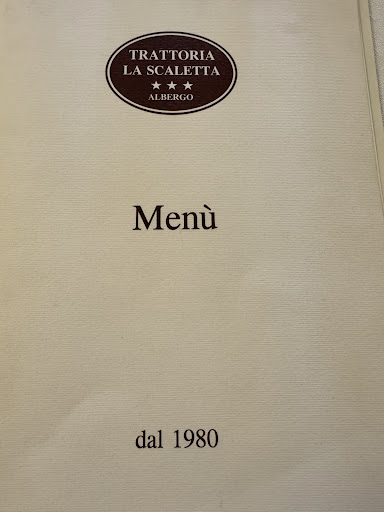 TRATTORIA
LA SCALETTA
★ ★ ★
ALBERGO
Menù
dal 1980